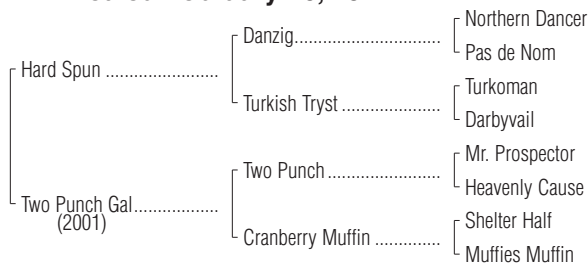 Hard Spun ........................
Two Punch Gal..................
(2001)
Danzig..............................
Turkish Tryst .....................
Two Punch ........................
Cranberry Muffin ..............
Northern Dancer
Pas de Nom
Turkoman
Darbyvail
Mr. Prospector
Heavenly Cause
Shelter Half
Muffies Muffin